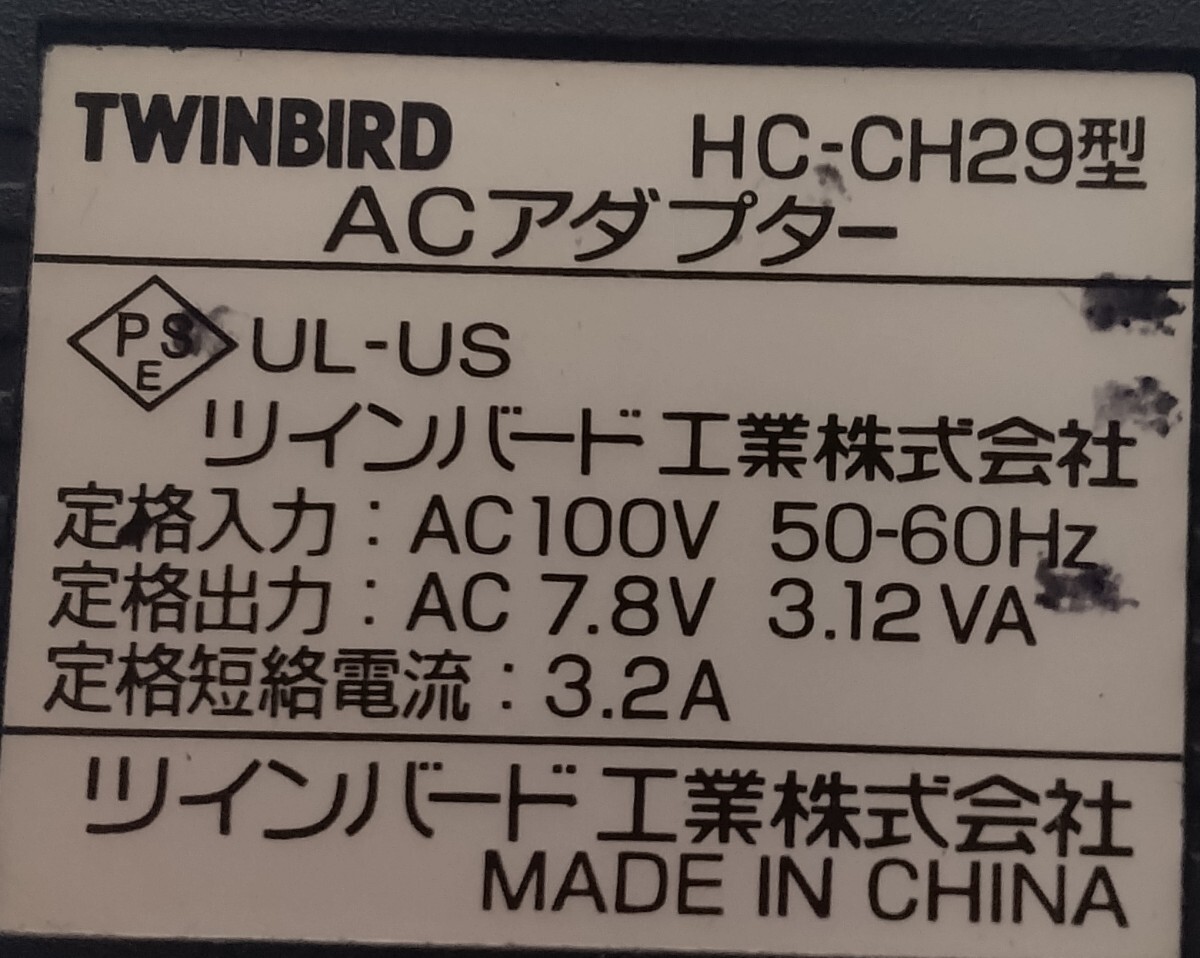 TWINBIRD HC-CH29型
ACアダプター
PSE UL-US
ツインバード工業株式会社
定格入力：AC100V 50-60Hz
定格出力：AC 7.8V 3.12VA
定格短絡電流：3.2A
ツインバード工業株式会社
MADE IN CHINA